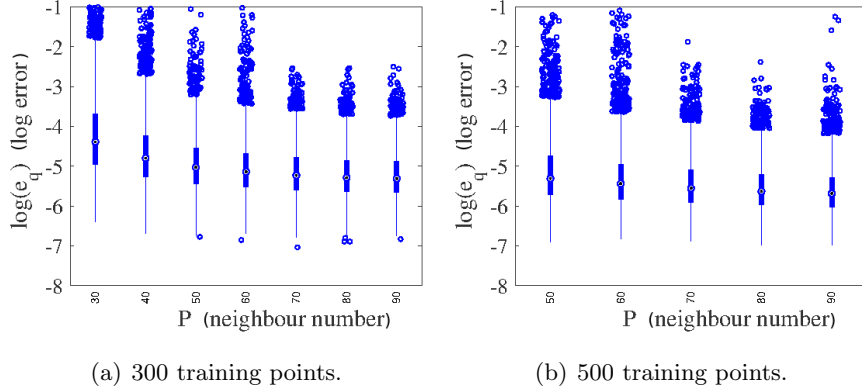 -1
-2
-3
-4
-5
-6
-7
-8
log(e_q) (log error)
30 40 50 60 70 80 90
P (neighbour number)
(a) 300 training points.
-1
-2
-3
-4
-5
-6
-7
-8
log(e_q) (log error)
50 60 70 80 90
P (neighbour number)
(b) 500 training points.